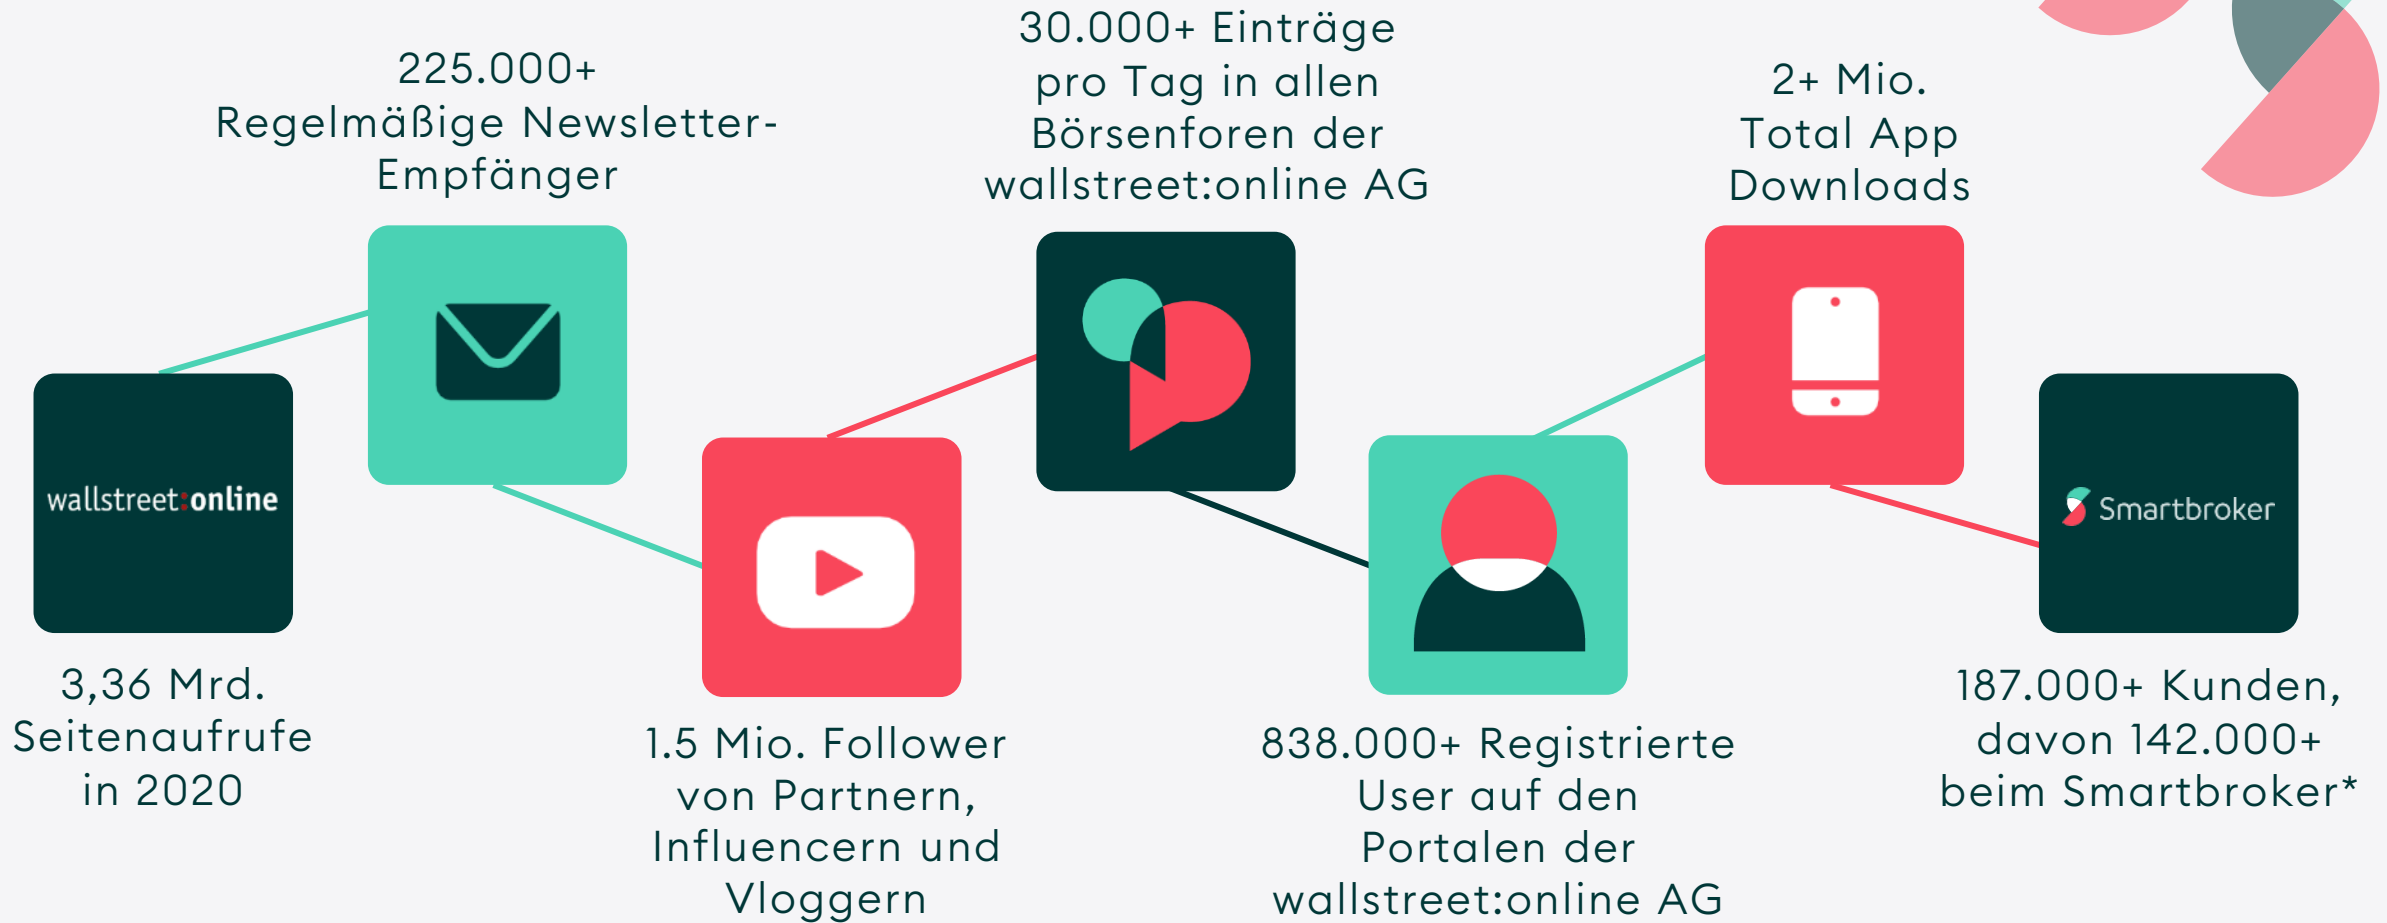 225.000+
Regelmäßige Newsletter-
Empfänger
30.000+ Einträge
pro Tag in allen
Börsenforen der
wallstreet:online AG
2+ Mio.
Total App
Downloads
wallstreet:online
Smartbroker
3,36 Mrd.
Seitenaufrufe
in 2020
1.5 Mio. Follower
von Partnern,
Influencern und
Vloggern
838.000+ Registrierte
User auf den
Portalen der
wallstreet:online AG
187.000+ Kunden,
davon 142.000+
beim Smartbroker*